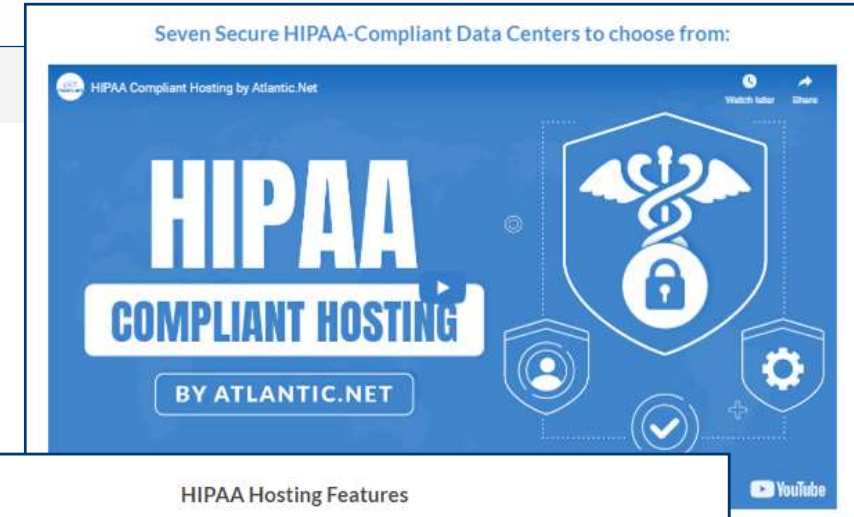 Seven Secure HIPAA-Compliant Data Centers to choose from:
HIPAA Compliant Hosting by Atlantic.Net
Watch later
Share
HIPAA
COMPLIANT HOSTING
BY ATLANTIC.NET
YouTube
HIPAA Hosting Features